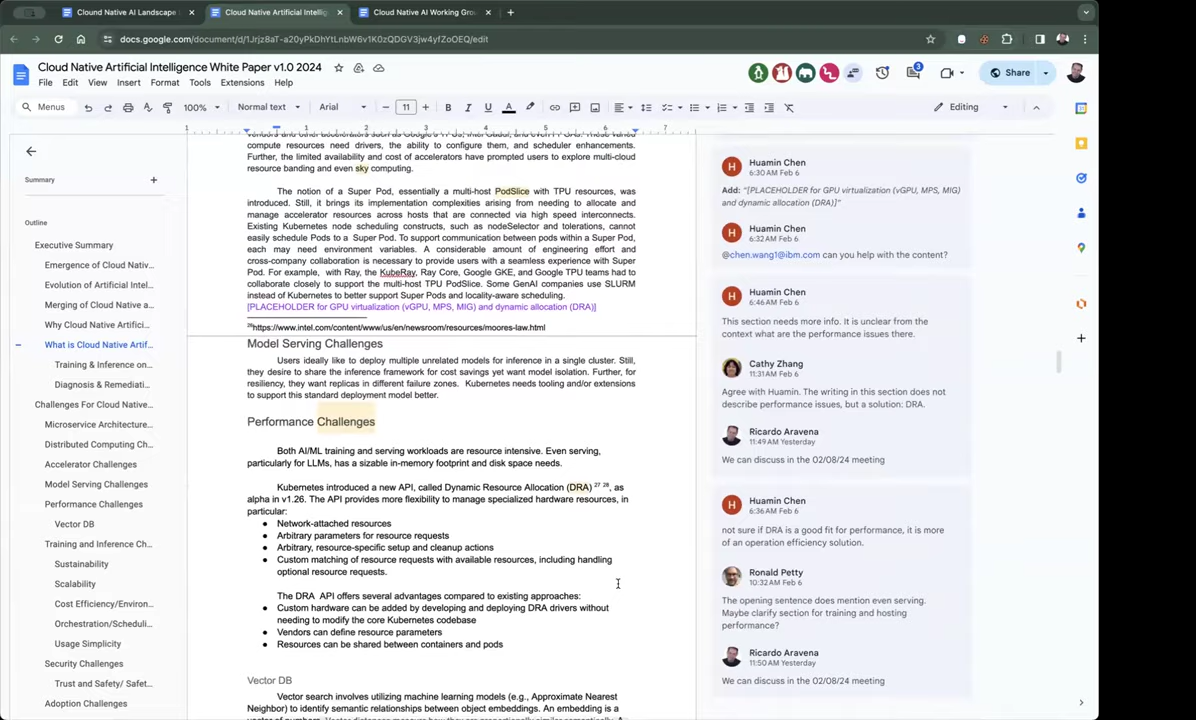 Clound Native AI Landscape
Cloud Native Artificial Intellig
Cloud Native AI Working Grou
docs.google.com/document/d/1Jrjz8aT-a20yPkDhYtLnbW6v1K0zQDGV3jw4yfZoOEQ/edit
Cloud Native Artificial Intelligence White Paper v1.0 2024
File Edit View Insert Format Tools Extensions Help
3
Share
Menus
100%
Normal text
Arial
11
Editing
1 1 2 3 4 5 6 7
Summary
Outline
Executive Summary
Emergence of Cloud Nativ...
Evolution of Artificial Intel...
Merging of Cloud Native a...
Why Cloud Native Artifici...
What is Cloud Native Artif...
Training & Inference on...
Diagnosis & Remediati...
Challenges For Cloud Native...
Microservice Architecture...
Distributed Computing Ch...
Accelerator Challenges
Model Serving Challenges
Performance Challenges
Vector DB
Training and Inference Ch...
Sustainability
Scalability
Cost Efficiency/Environ...
Orchestration/Scheduli...
Usage Simplicity
Security Challenges
Trust and Safety/ Safet...
Adoption Challenges
compute resources need drivers, the ability to configure them, and scheduler enhancements.
Further, the limited availability and cost of accelerators have prompted users to explore multi-cloud
resource banding and even sky computing.
The notion of a Super Pod, essentially a multi-host PodSlice with TPU resources, was
introduced. Still, it brings its implementation complexities arising from needing to allocate and
manage accelerator resources across hosts that are connected via high speed interconnects.
Existing Kubernetes node scheduling constructs, such as nodeSelector and tolerations, cannot
easily schedule Pods to a Super Pod. To support communication between pods within a Super Pod,
each may need environment variables. A considerable amount of engineering effort and
cross-company collaboration is necessary to provide users with a seamless experience with Super
Pod. For example, with Ray, the KubeRay, Ray Core, Google GKE, and Google TPU teams had to
collaborate closely to support the multi-host TPU PodSlice. Some GenAI companies use SLURM
instead of Kubernetes to better support Super Pods and locality-aware scheduling.
[PLACEHOLDER for GPU virtualization (vGPU, MPS, MIG) and dynamic allocation (DRA)]
https://www.intel.com/content/www/us/en/newsroom/resources/moores-law.html
Model Serving Challenges
Users ideally like to deploy multiple unrelated models for inference in a single cluster. Still,
they desire to share the inference framework for cost savings yet want model isolation. Further, for
resiliency, they want replicas in different failure zones. Kubernetes needs tooling and/or extensions
to support this standard deployment model better.
Performance Challenges
Both AI/ML training and serving workloads are resource intensive. Even serving,
particularly for LLMs, has a sizable in-memory footprint and disk space needs.
Kubernetes introduced a new API, called Dynamic Resource Allocation (DRA) 27 28, as
alpha in v1.26. The API provides more flexibility to manage specialized hardware resources, in
particular:
● Network-attached resources
● Arbitrary parameters for resource requests
● Arbitrary, resource-specific setup and cleanup actions
● Custom matching of resource requests with available resources, including handling
optional resource requests.
The DRA API offers several advantages compared to existing approaches:
● Custom hardware can be added by developing and deploying DRA drivers without
needing to modify the core Kubernetes codebase
● Vendors can define resource parameters
● Resources can be shared between containers and pods
Vector DB
Vector search involves utilizing machine learning models (e.g., Approximate Nearest
Neighbor) to identify semantic relationships between object embeddings. An embedding is a
H
Huamin Chen
6:30 AM Feb 6
Add: “[PLACEHOLDER for GPU virtualization (vGPU, MPS, MIG)
and dynamic allocation (DRA)]”
H
Huamin Chen
6:32 AM Feb 6
@chen.wang1@ibm.com can you help with the content?
H
Huamin Chen
6:46 AM Feb 6
This section needs more info. It is unclear from the
context what are the performance issues there.
Cathy Zhang
11:31 AM Feb 6
Agree with Huamin. The writing in this section does not
describe performance issues, but a solution: DRA.
Ricardo Aravena
11:49 AM Yesterday
We can discuss in the 02/08/24 meeting
H
Huamin Chen
6:36 AM Feb 6
not sure if DRA is a good fit for performance, it is more
of an operation efficiency solution.
Ronald Petty
10:32 AM Feb 6
The opening sentence does mention even serving.
Maybe clarify section for training and hosting
performance?
Ricardo Aravena
11:50 AM Yesterday
We can discuss in the 02/08/24 meeting